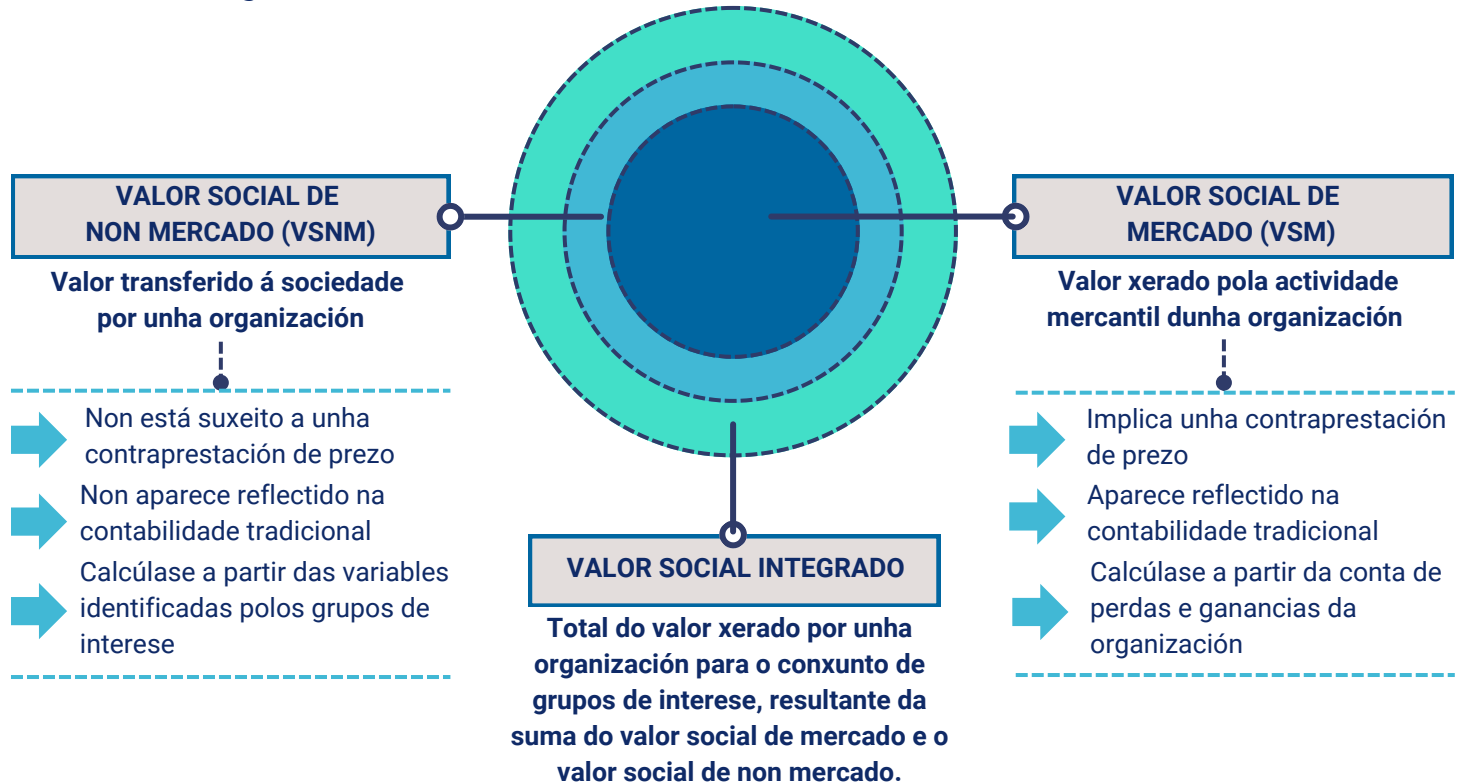 VALOR SOCIAL DE
NON MERCADO (VSNM)
Valor transferido á sociedade
por unha organización
Non está suxeito a unha
contraprestación de prezo
Non aparece reflectido na
contabilidade tradicional
Calcúlase a partir das variables
identificadas polos grupos de
interese
VALOR SOCIAL INTEGRADO
Total do valor xerado por unha
organización para o conxunto de
grupos de interese, resultante da
suma do valor social de mercado e o
valor social de non mercado.
VALOR SOCIAL DE
MERCADO (VSM)
Valor xerado pola actividade
mercantil dunha organización
Implica unha contraprestación
de prezo
Aparece reflectido na
contabilidade tradicional
Calcúlase a partir da conta de
perdas e ganancias da
organización